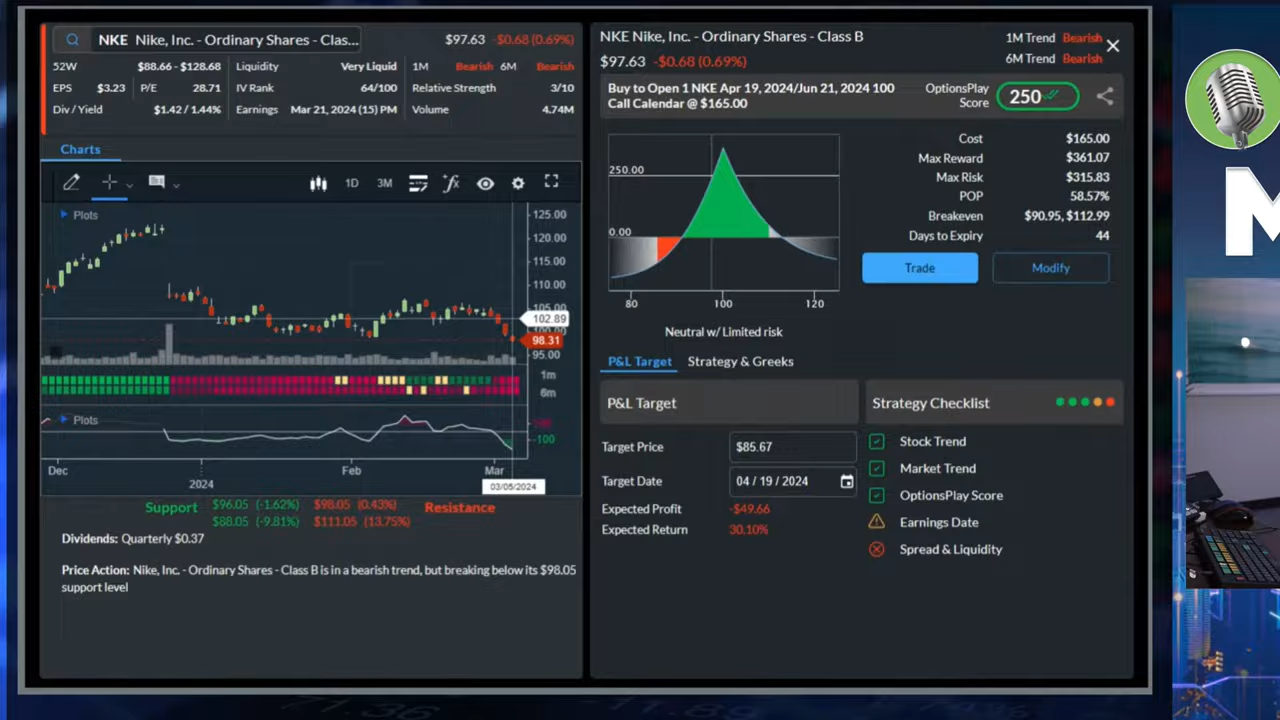 NKE Nike, Inc. - Ordinary Shares - Clas...
$97.63 -$0.68 (0.69%)
52W $88.66 - $128.68 Liquidity Very Liquid 1M Bearish 6M Bearish
EPS $3.23 P/E 28.71 IV Rank 64/100 Relative Strength 3/10
Div / Yield $1.42 / 1.44% Earnings Mar 21, 2024 (15) PM Volume 4.74M
Charts
1D 3M fx
Plots
125.00
120.00
115.00
110.00
105.00
102.89
100.00
98.31
95.00
1m
6m
Plots
-100
Dec 2024 Feb Mar
03/05/2024
Support $96.05 (-1.62%) $98.05 (0.43%) Resistance
$88.05 (-9.81%) $111.05 (13.75%)
Dividends: Quarterly $0.37
Price Action: Nike, Inc. - Ordinary Shares - Class B is in a bearish trend, but breaking below its $98.05
support level
NKE Nike, Inc. - Ordinary Shares - Class B
$97.63 -$0.68 (0.69%)
1M Trend Bearish
6M Trend Bearish
Buy to Open 1 NKE Apr 19, 2024/Jun 21, 2024 100
Call Calendar @ $165.00
OptionsPlay
Score
250
250.00
0.00
80 100 120
Neutral w/ Limited risk
Cost $165.00
Max Reward $361.07
Max Risk $315.83
POP 58.57%
Breakeven $90.95, $112.99
Days to Expiry 44
Trade Modify
P&L Target Strategy & Greeks
P&L Target
Target Price $85.67
Target Date 04 / 19 / 2024
Expected Profit -$49.66
Expected Return 30.10%
Strategy Checklist
Stock Trend
Market Trend
OptionsPlay Score
Earnings Date
Spread & Liquidity